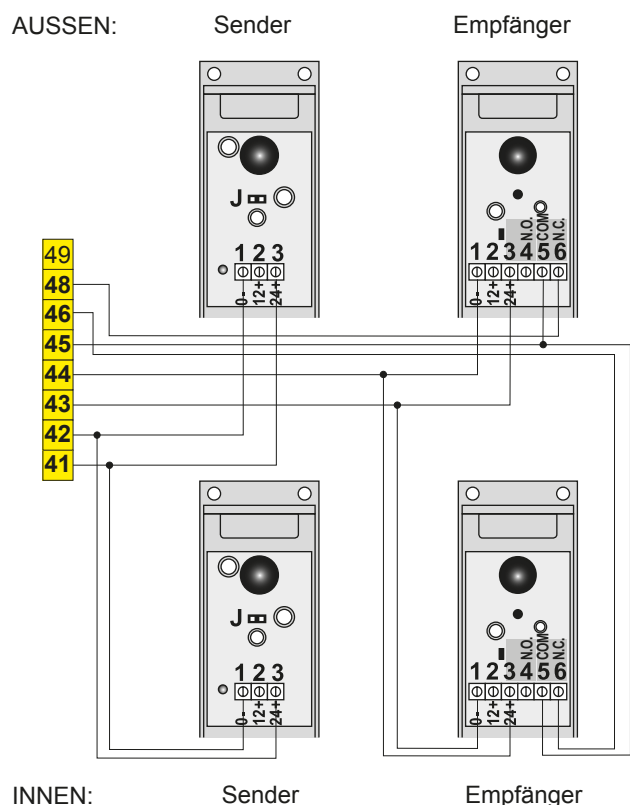 AUSSEN: Sender Empfänger
J
N.O.
COM
N.C.
1 2 3
1 2 3 4 5 6
0-
12+
24+
0-
12+
24+
49
48
46
45
44
43
42
41
J
N.O.
COM
N.C.
1 2 3
1 2 3 4 5 6
0-
12+
24+
0-
12+
24+
INNEN: Sender Empfänger